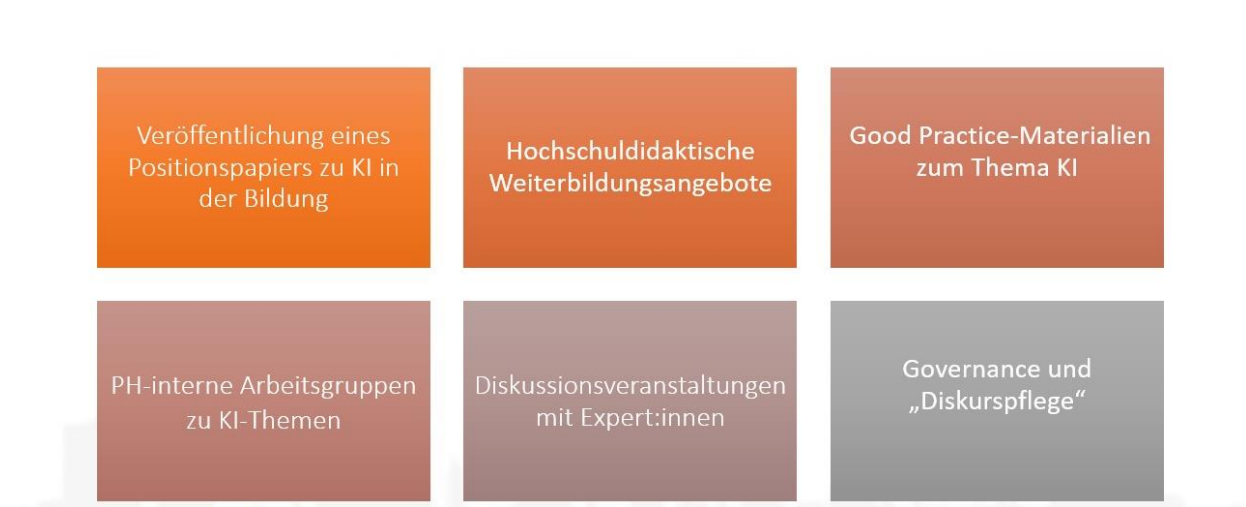 Veröffentlichung eines
Positionspapiers zu KI in
der Bildung
Hochschuldidaktische
Weiterbildungsangebote
Good Practice-Materialien
zum Thema KI
PH-interne Arbeitsgruppen
zu KI-Themen
Diskussionsveranstaltungen
mit Expert:innen
Governance und
„Diskurspflege“